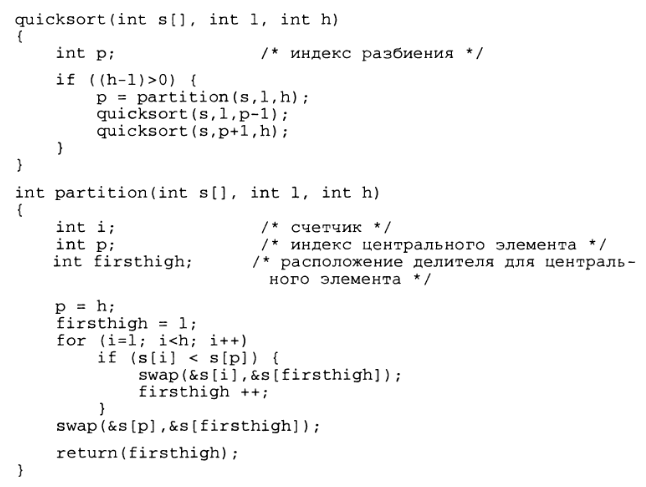 quicksort(int s[], int l, int h)
{
int p; /* индекс разбиения */
if ((h-l)>0) {
p = partition(s,l,h);
quicksort(s,l,p-1);
quicksort(s,p+1,h);
}
}
int partition(int s[], int l, int h)
{
int i; /* счетчик */
int p; /* индекс центрального элемента */
int firsthigh; /* расположение делителя для централь-
ного элемента */
p = h;
firsthigh = l;
for (i=l; i<h; i++)
if (s[i] < s[p]) {
swap(&s[i],&s[firsthigh]);
firsthigh ++;
}
swap(&s[p],&s[firsthigh]);
return(firsthigh);
}